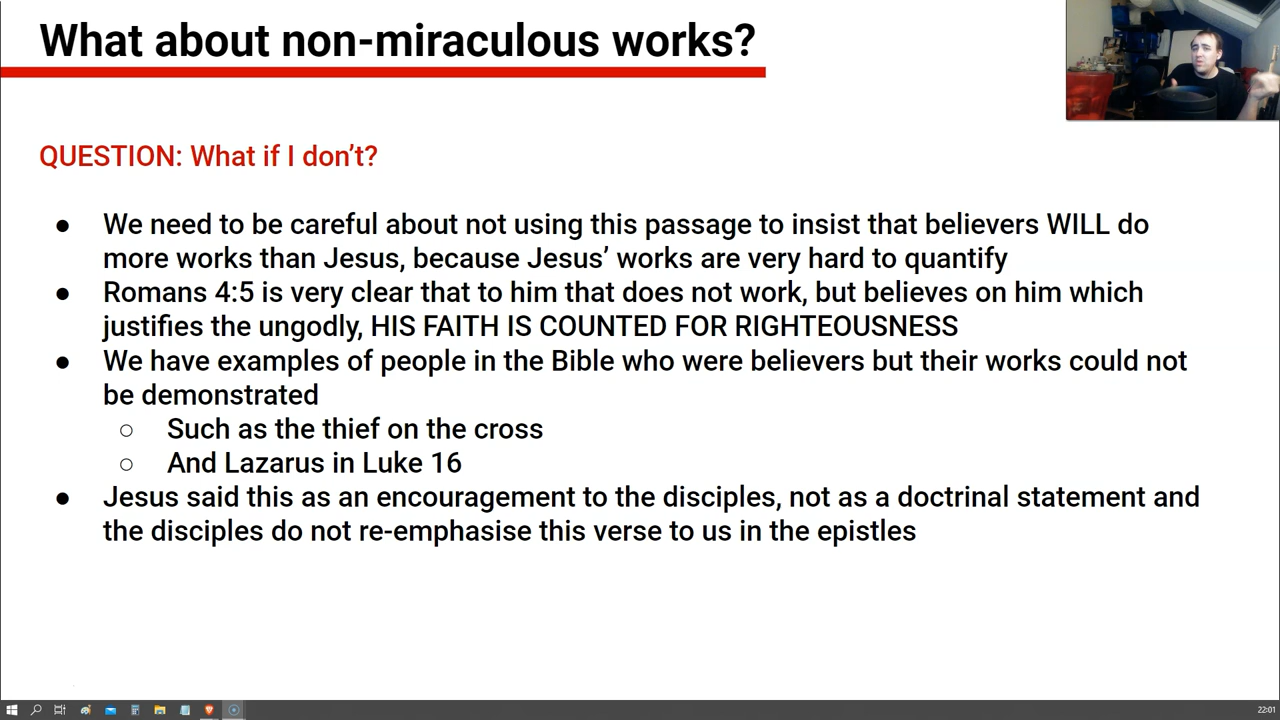 What about non-miraculous works?
QUESTION: What if I don't?
● We need to be careful about not using this passage to insist that believers WILL do
more works than Jesus, because Jesus' works are very hard to quantify
● Romans 4:5 is very clear that to him that does not work, but believes on him which
justifies the ungodly, HIS FAITH IS COUNTED FOR RIGHTEOUSNESS
● We have examples of people in the Bible who were believers but their works could not
be demonstrated
○ Such as the thief on the cross
○ And Lazarus in Luke 16
● Jesus said this as an encouragement to the disciples, not as a doctrinal statement and
the disciples do not re-emphasise this verse to us in the epistles
22:01